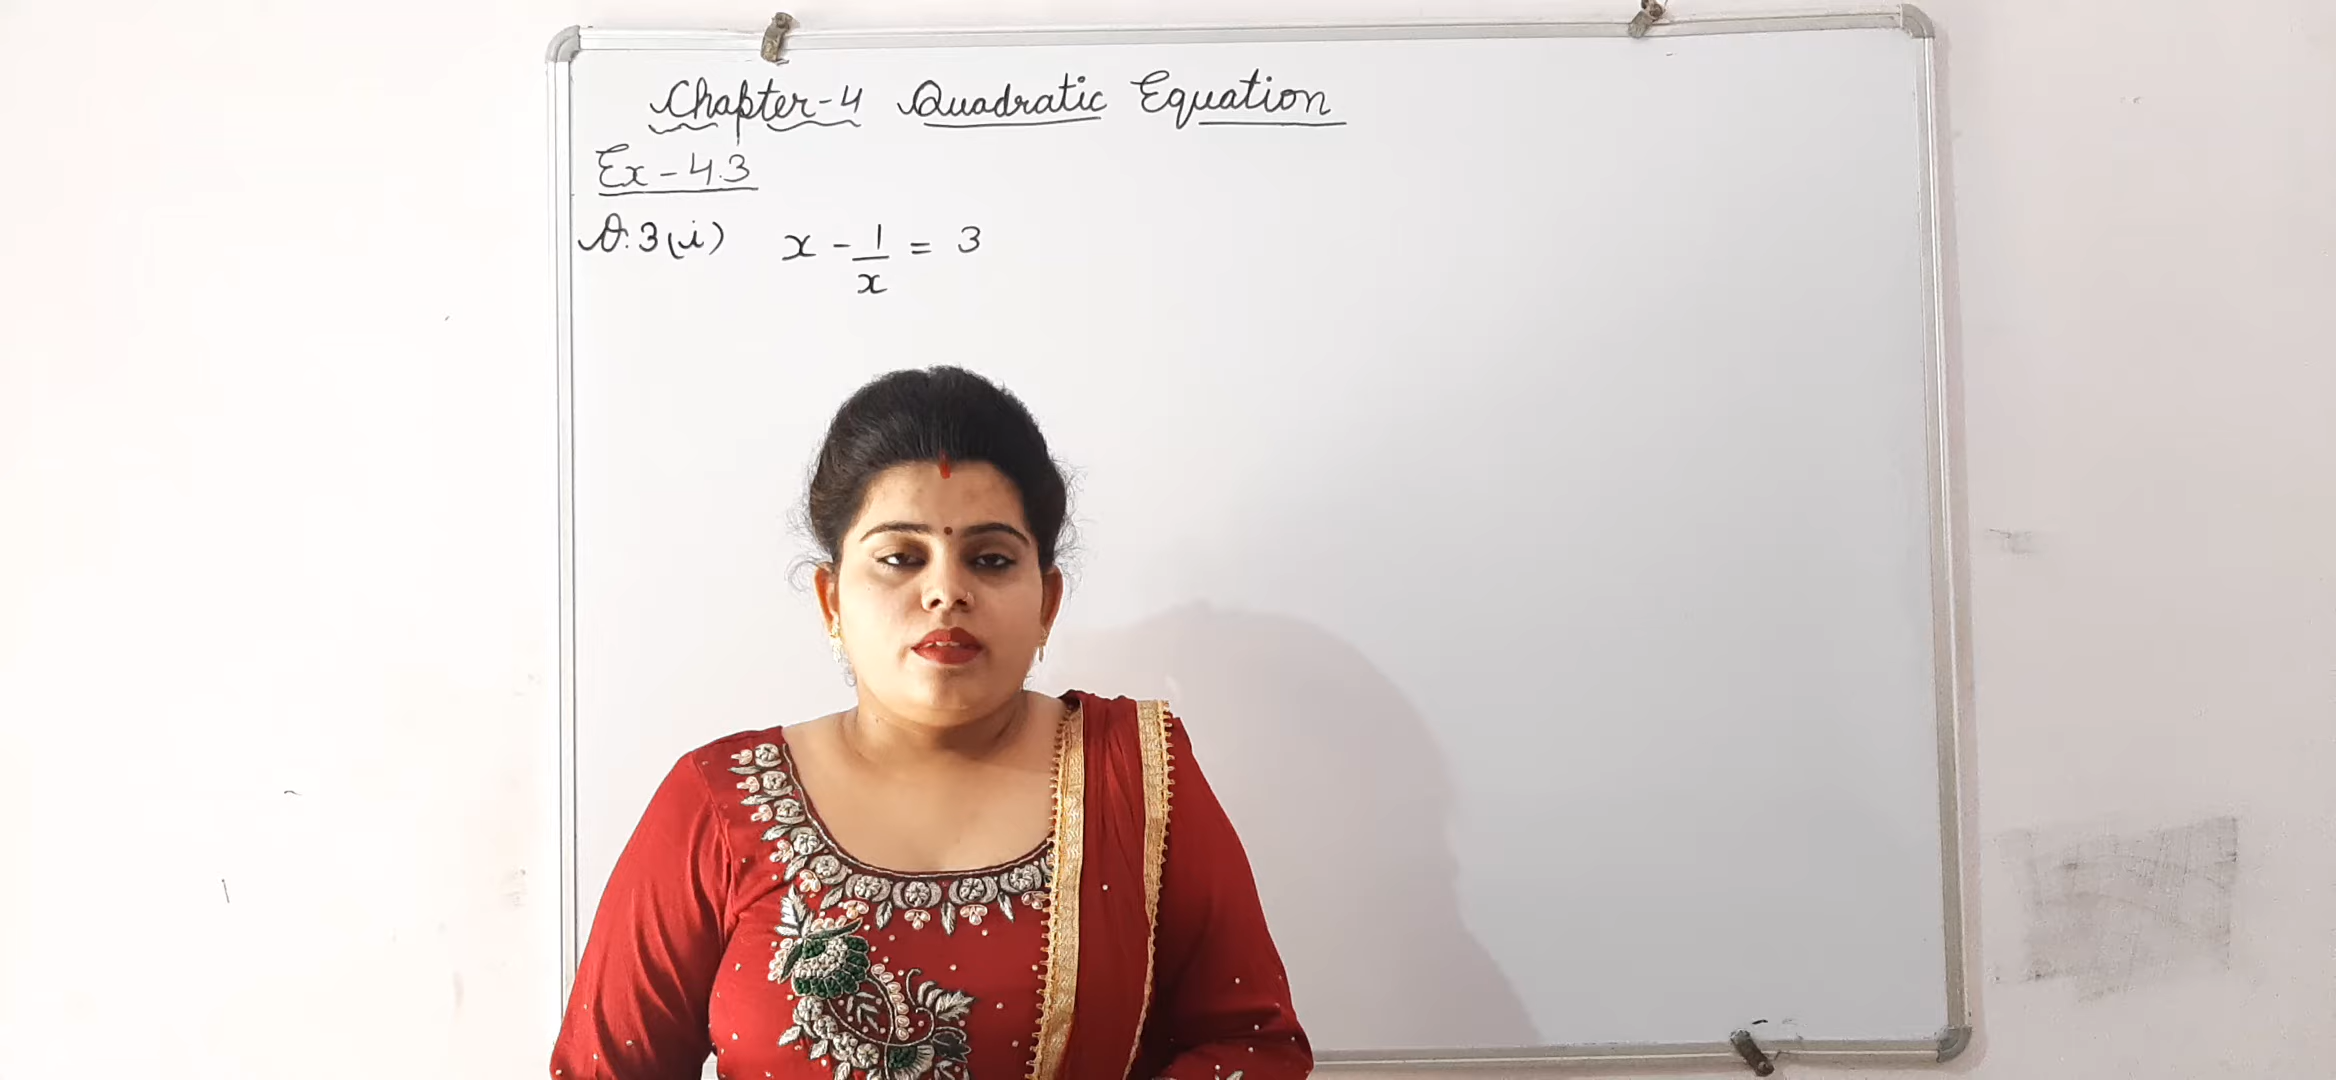 Chapter-4 Quadratic Equation
Ex-4.3
Q.3(i) x - 1/x = 3